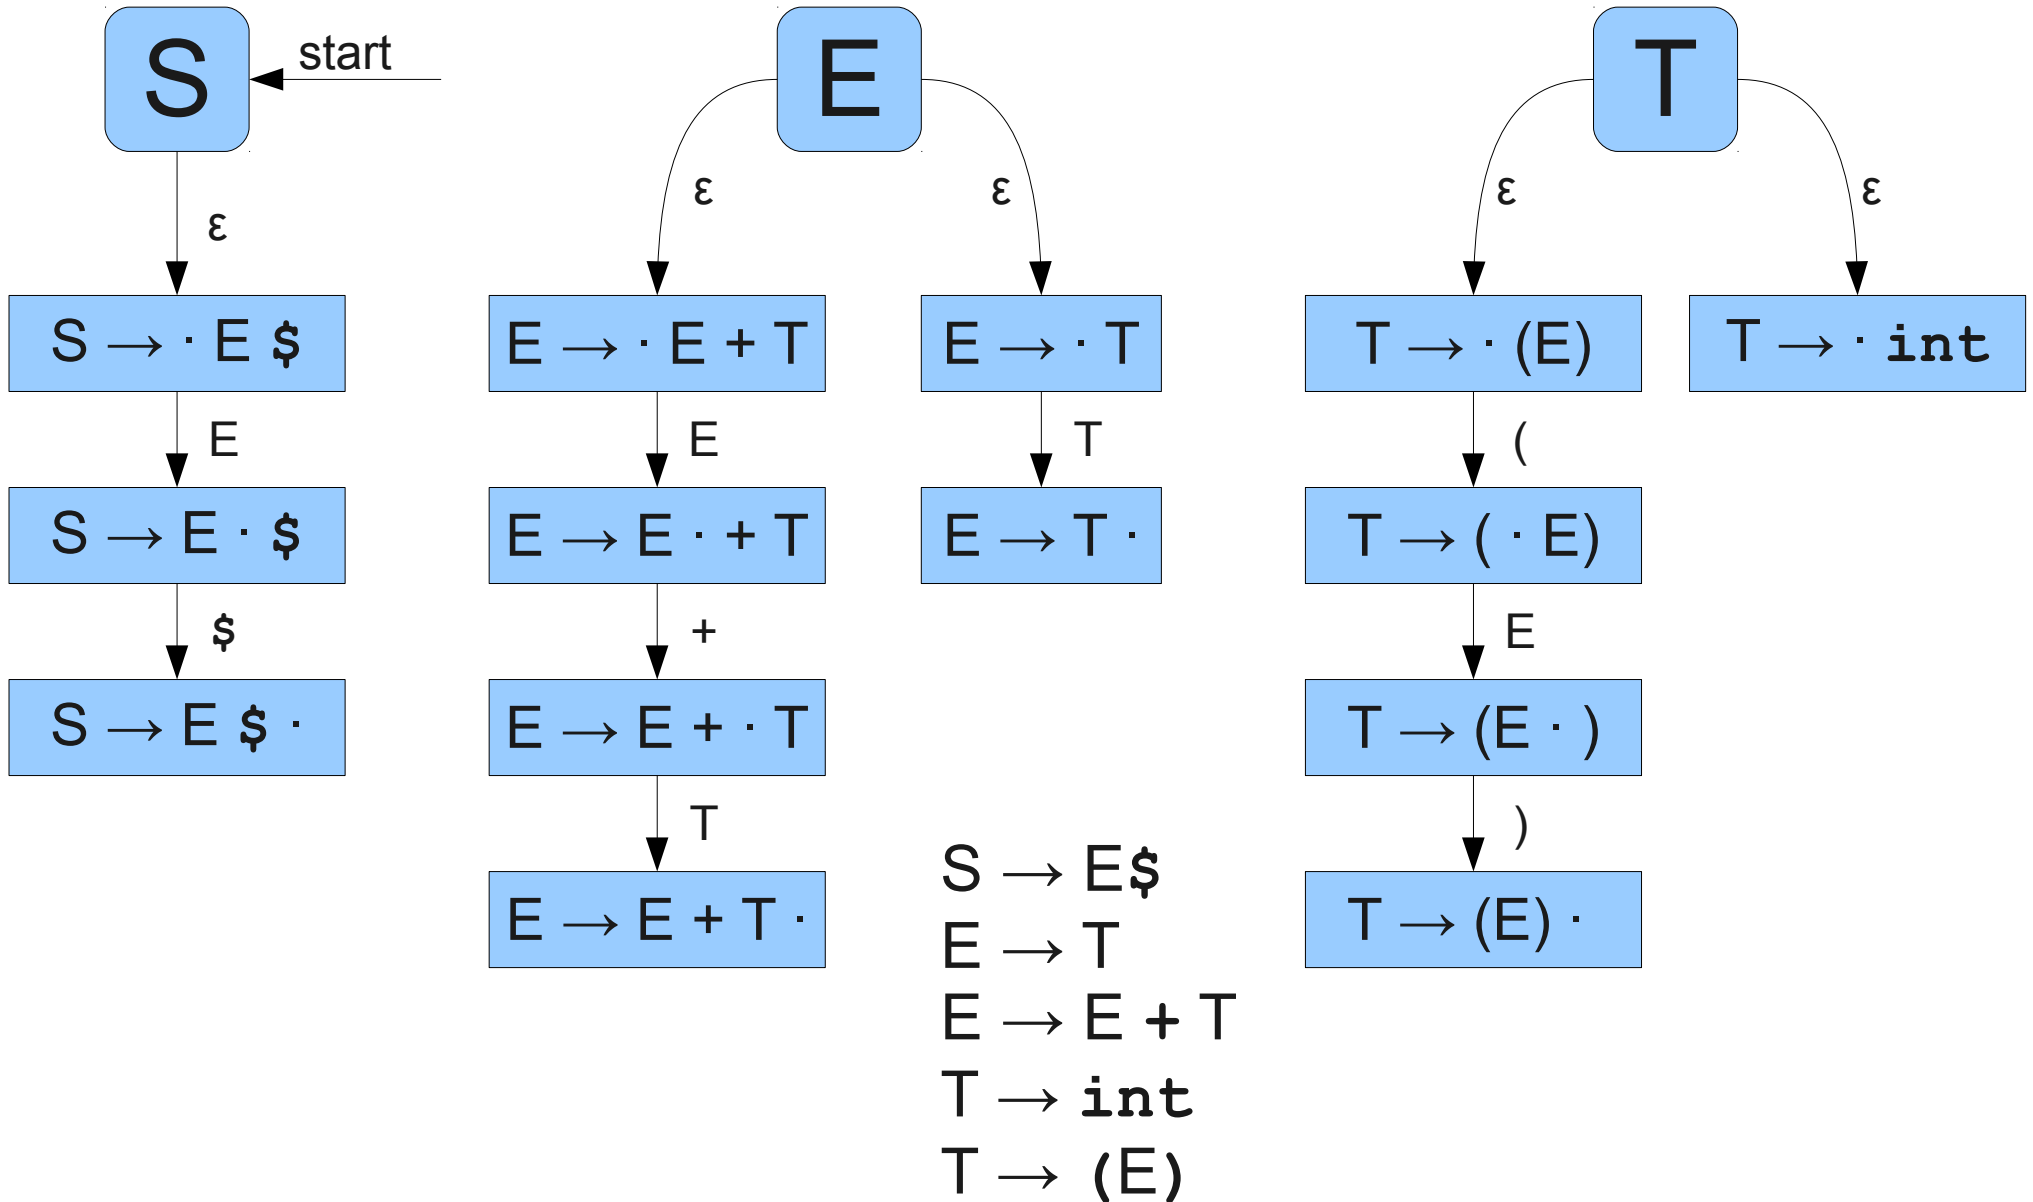 S start E T
ε ε ε ε ε
S → · E $
E → · E + T
E → · T
T → · (E)
T → · int
E E T (
S → E · $
E → E · + T
E → T ·
T → ( · E)
$ + E
S → E $ ·
E → E + · T
T → (E · )
T )
E → E + T ·
T → (E) ·
S → E$
E → T
E → E + T
T → int
T → (E)